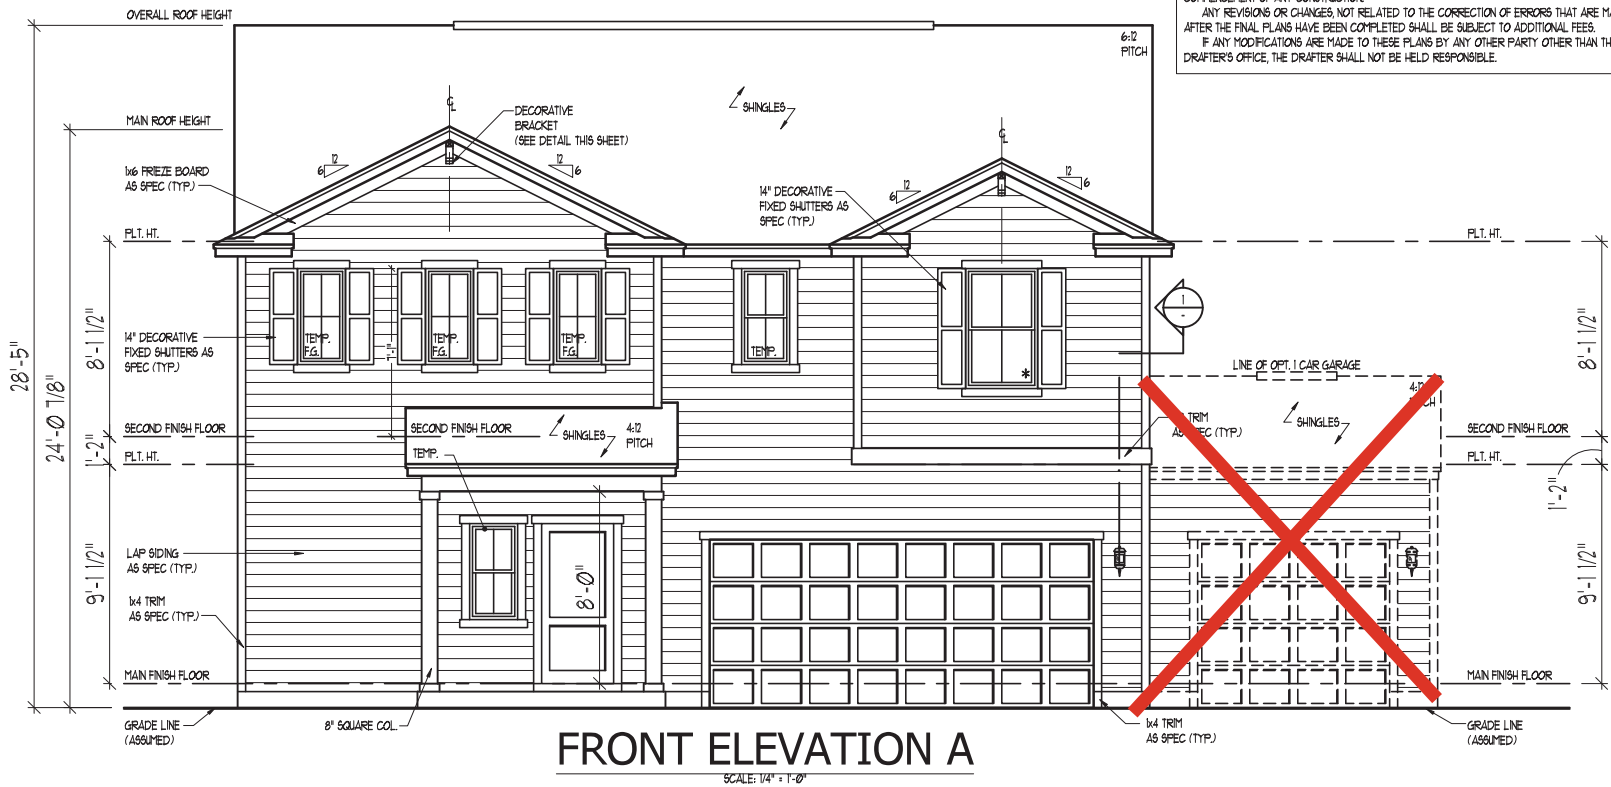 ANY REVISIONS OR CHANGES, NOT RELATED TO THE CORRECTION OF ERRORS THAT ARE
AFTER THE FINAL PLANS HAVE BEEN COMPLETED SHALL BE SUBJECT TO ADDITIONAL FEES.
IF ANY MODIFICATIONS ARE MADE TO THESE PLANS BY ANY OTHER PARTY OTHER THAN
DRAFTER'S OFFICE, THE DRAFTER SHALL NOT BE HELD RESPONSIBLE.
OVERALL ROOF HEIGHT
6:12
PITCH
SHINGLES
DECORATIVE
BRACKET
(SEE DETAIL THIS SHEET)
MAIN ROOF HEIGHT
CL
CL
12
6
12
6
12
6
12
6
1x6 FRIEZE BOARD
AS SPEC (TYP.)
14" DECORATIVE
FIXED SHUTTERS AS
SPEC (TYP.)
PLT. HT.
PLT. HT.
8'-1 1/2"
8'-1 1/2"
28'-5"
24'-0 7/8"
14" DECORATIVE
FIXED SHUTTERS AS
SPEC (TYP.)
TEMP.
F.G.
TEMP.
F.G.
TEMP.
F.G.
TEMP.
*
1
-
LINE OF OPT. 1 CAR GARAGE
SHINGLES
TRIM
AS SPEC (TYP.)
SECOND FINISH FLOOR
SECOND FINISH FLOOR
SHINGLES
4:12
PITCH
SECOND FINISH FLOOR
1'-2"
PLT. HT.
TEMP.
PLT. HT.
1'-2"
9'-1 1/2"
LAP SIDING
AS SPEC (TYP.)
8'-0"
9'-1 1/2"
1x4 TRIM
AS SPEC (TYP.)
MAIN FINISH FLOOR
MAIN FINISH FLOOR
GRADE LINE
(ASSUMED)
8" SQUARE COL.
1x4 TRIM
AS SPEC (TYP.)
GRADE LINE
(ASSUMED)
FRONT ELEVATION A
SCALE: 1/4" = 1'-0"